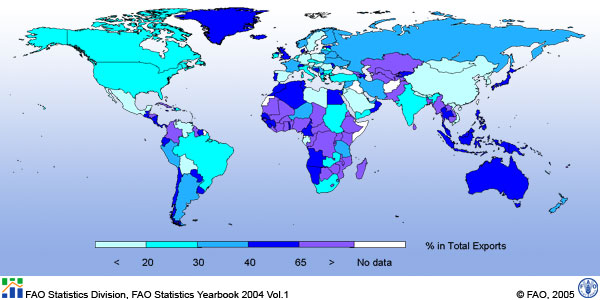 % in Total Exports
< 20 30 40 65 > No data
FAO Statistics Division, FAO Statistics Yearbook 2004 Vol.1 © FAO, 2005